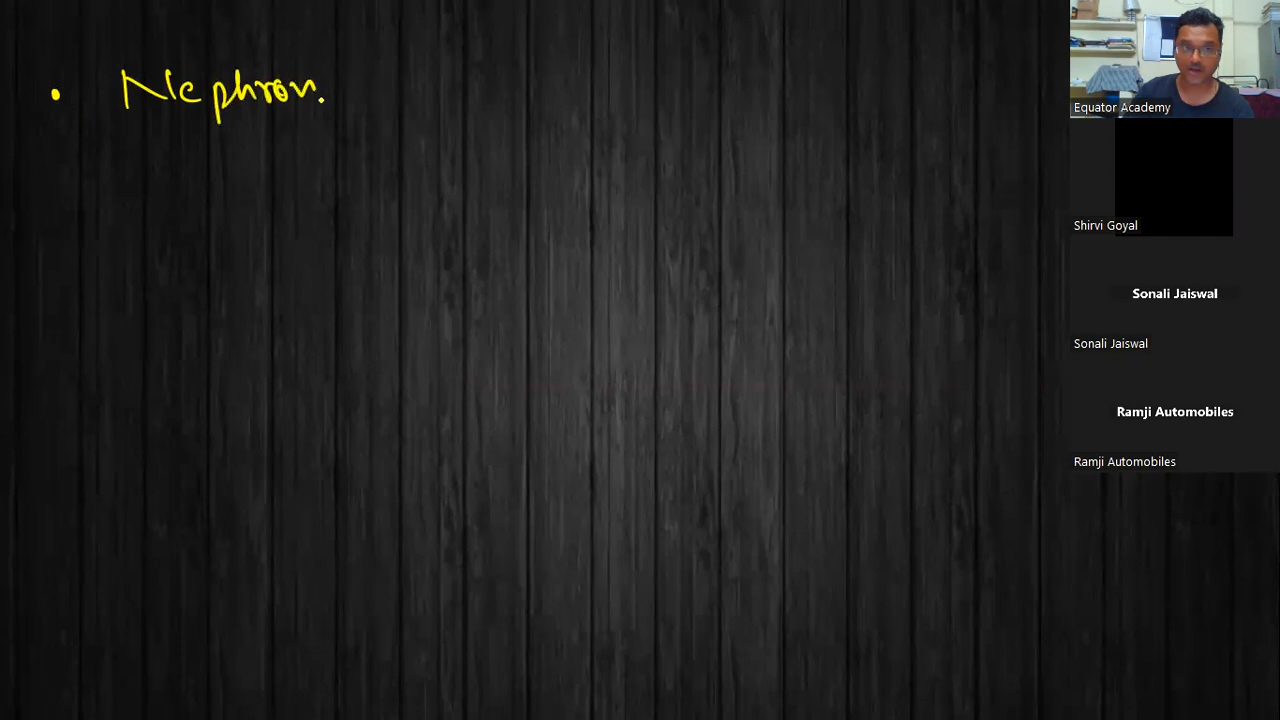 • Nephron.
Equator Academy
Shirvi Goyal
Sonali Jaiswal
Sonali Jaiswal
Ramji Automobiles
Ramji Automobiles